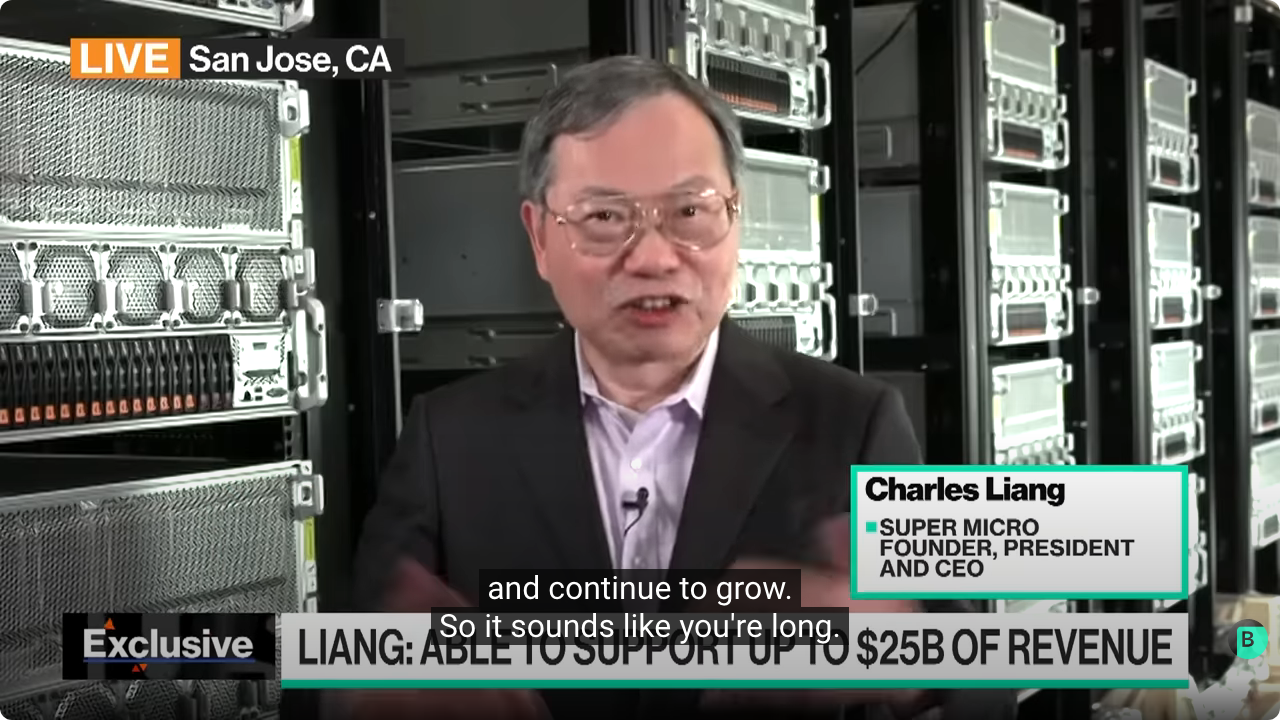 LIVE San Jose, CA
Charles Liang
SUPER MICRO
FOUNDER, PRESIDENT
AND CEO
and continue to grow.
So it sounds like you're long.
Exclusive
LIANG: ABLE TO SUPPORT UP TO $25B OF REVENUE
B